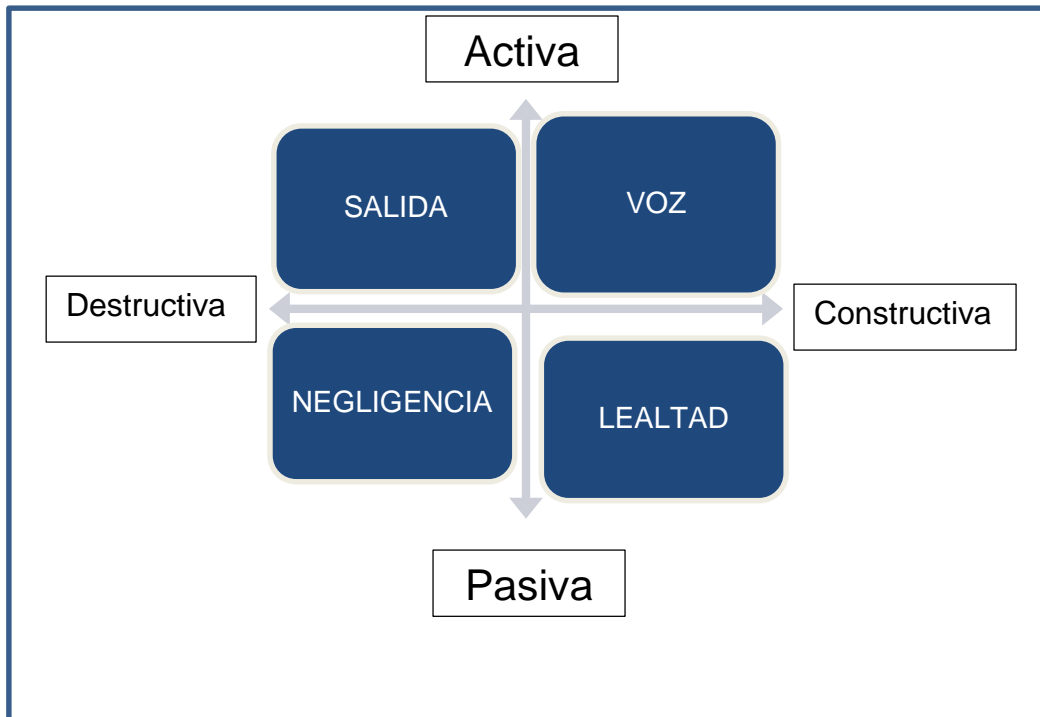 Activa
SALIDA
VOZ
Destructiva
Constructiva
NEGLIGENCIA
LEALTAD
Pasiva